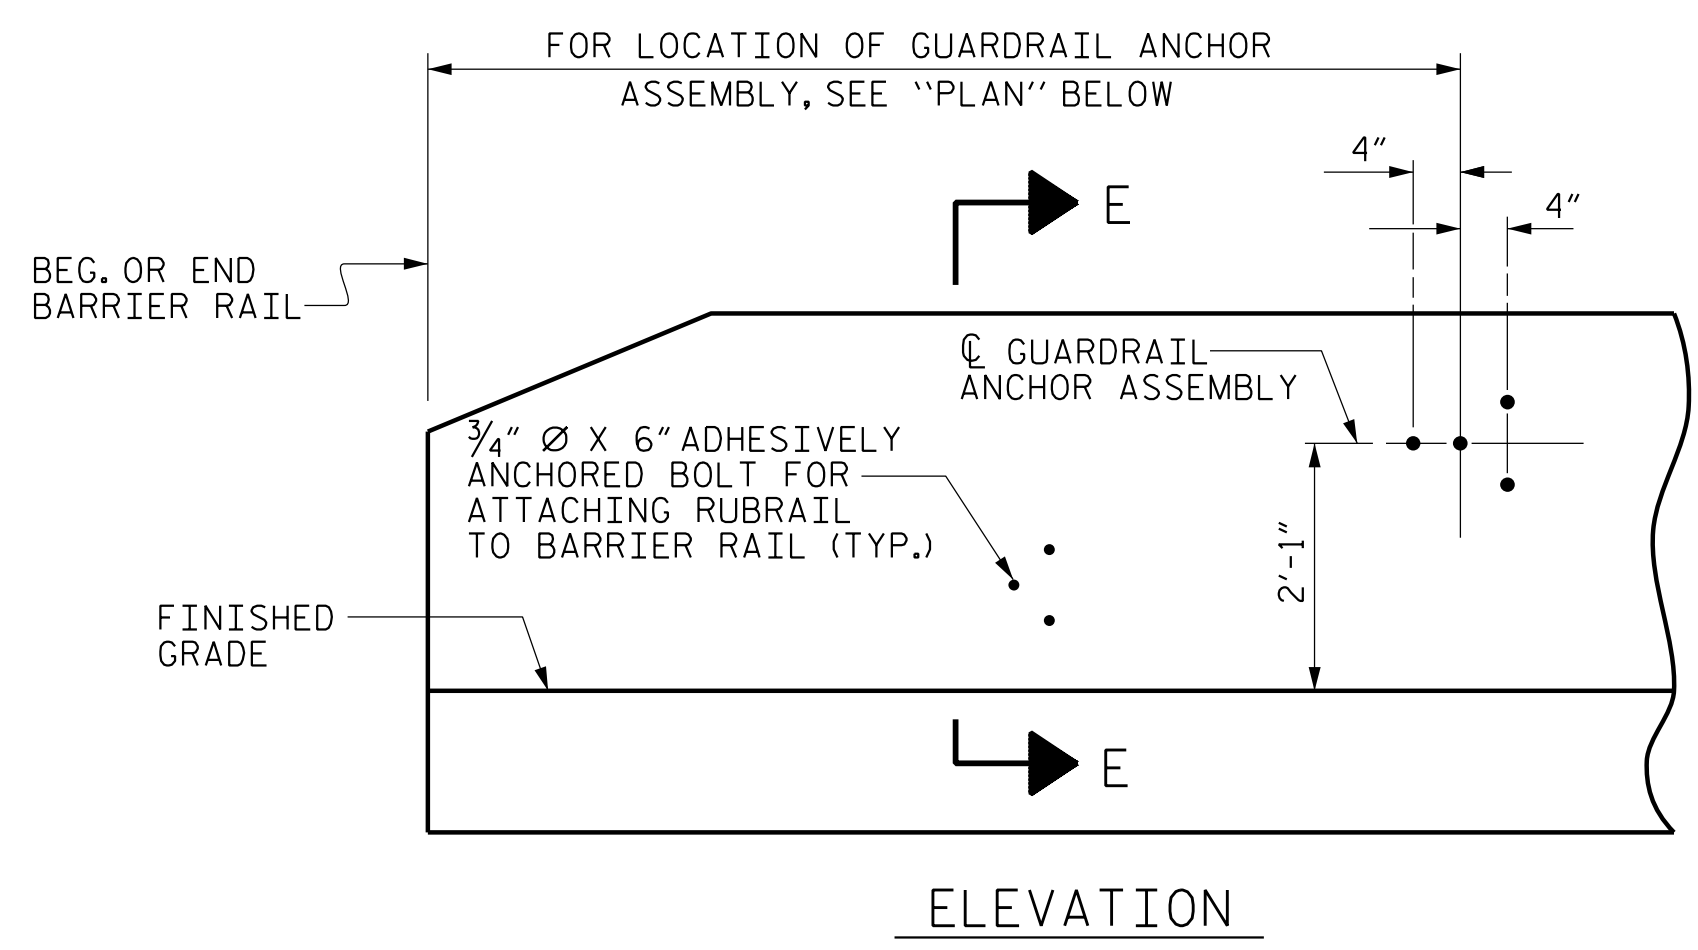 FOR LOCATION OF GUARDRAIL ANCHOR
ASSEMBLY, SEE ‵‵PLAN″ BELOW
4″
E
4″
BEG. OR END
BARRIER RAIL
℄ GUARDRAIL
ANCHOR ASSEMBLY
¾″ Ø X 6″ ADHESIVELY
ANCHORED BOLT FOR
ATTACHING RUBRAIL
TO BARRIER RAIL (TYP.)
2′-1″
FINISHED
GRADE
E
ELEVATION